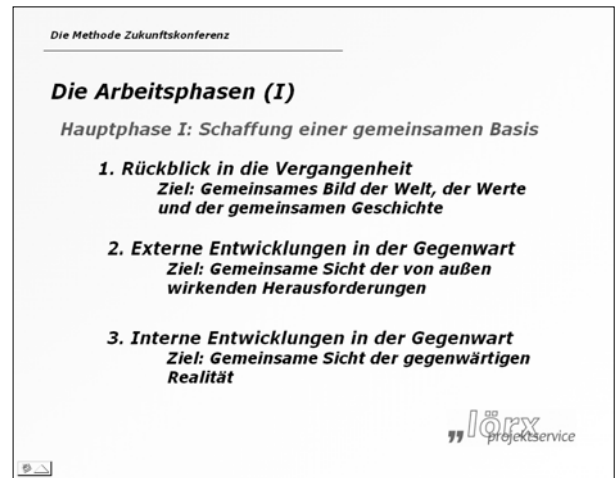 Die Methode Zukunftskonferenz
Die Arbeitsphasen (I)
Hauptphase I: Schaffung einer gemeinsamen Basis
1. Rückblick in die Vergangenheit
Ziel: Gemeinsames Bild der Welt, der Werte
und der gemeinsamen Geschichte
2. Externe Entwicklungen in der Gegenwart
Ziel: Gemeinsame Sicht der von außen
wirkenden Herausforderungen
3. Interne Entwicklungen in der Gegenwart
Ziel: Gemeinsame Sicht der gegenwärtigen
Realität
lörx
projektservice